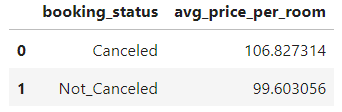 booking_status avg_price_per_room
0 Canceled 106.827314
1 Not_Canceled 99.603056